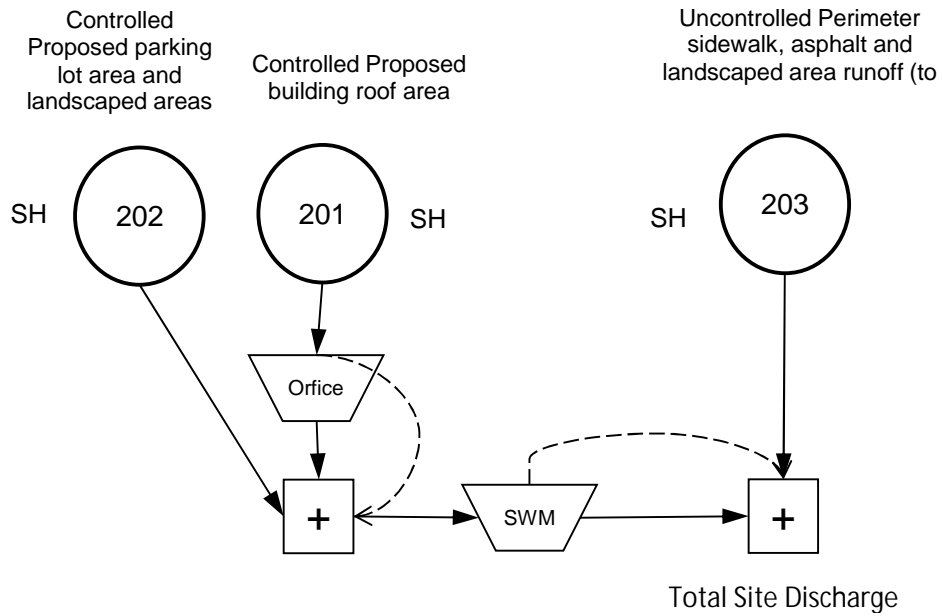 Controlled
Proposed parking
lot area and
landscaped areas
Controlled Proposed
building roof area
Uncontrolled Perimeter
sidewalk, asphalt and
landscaped area runoff (to
SH
202
201
SH
SH
203
Orfice
+
SWM
+
Total Site Discharge